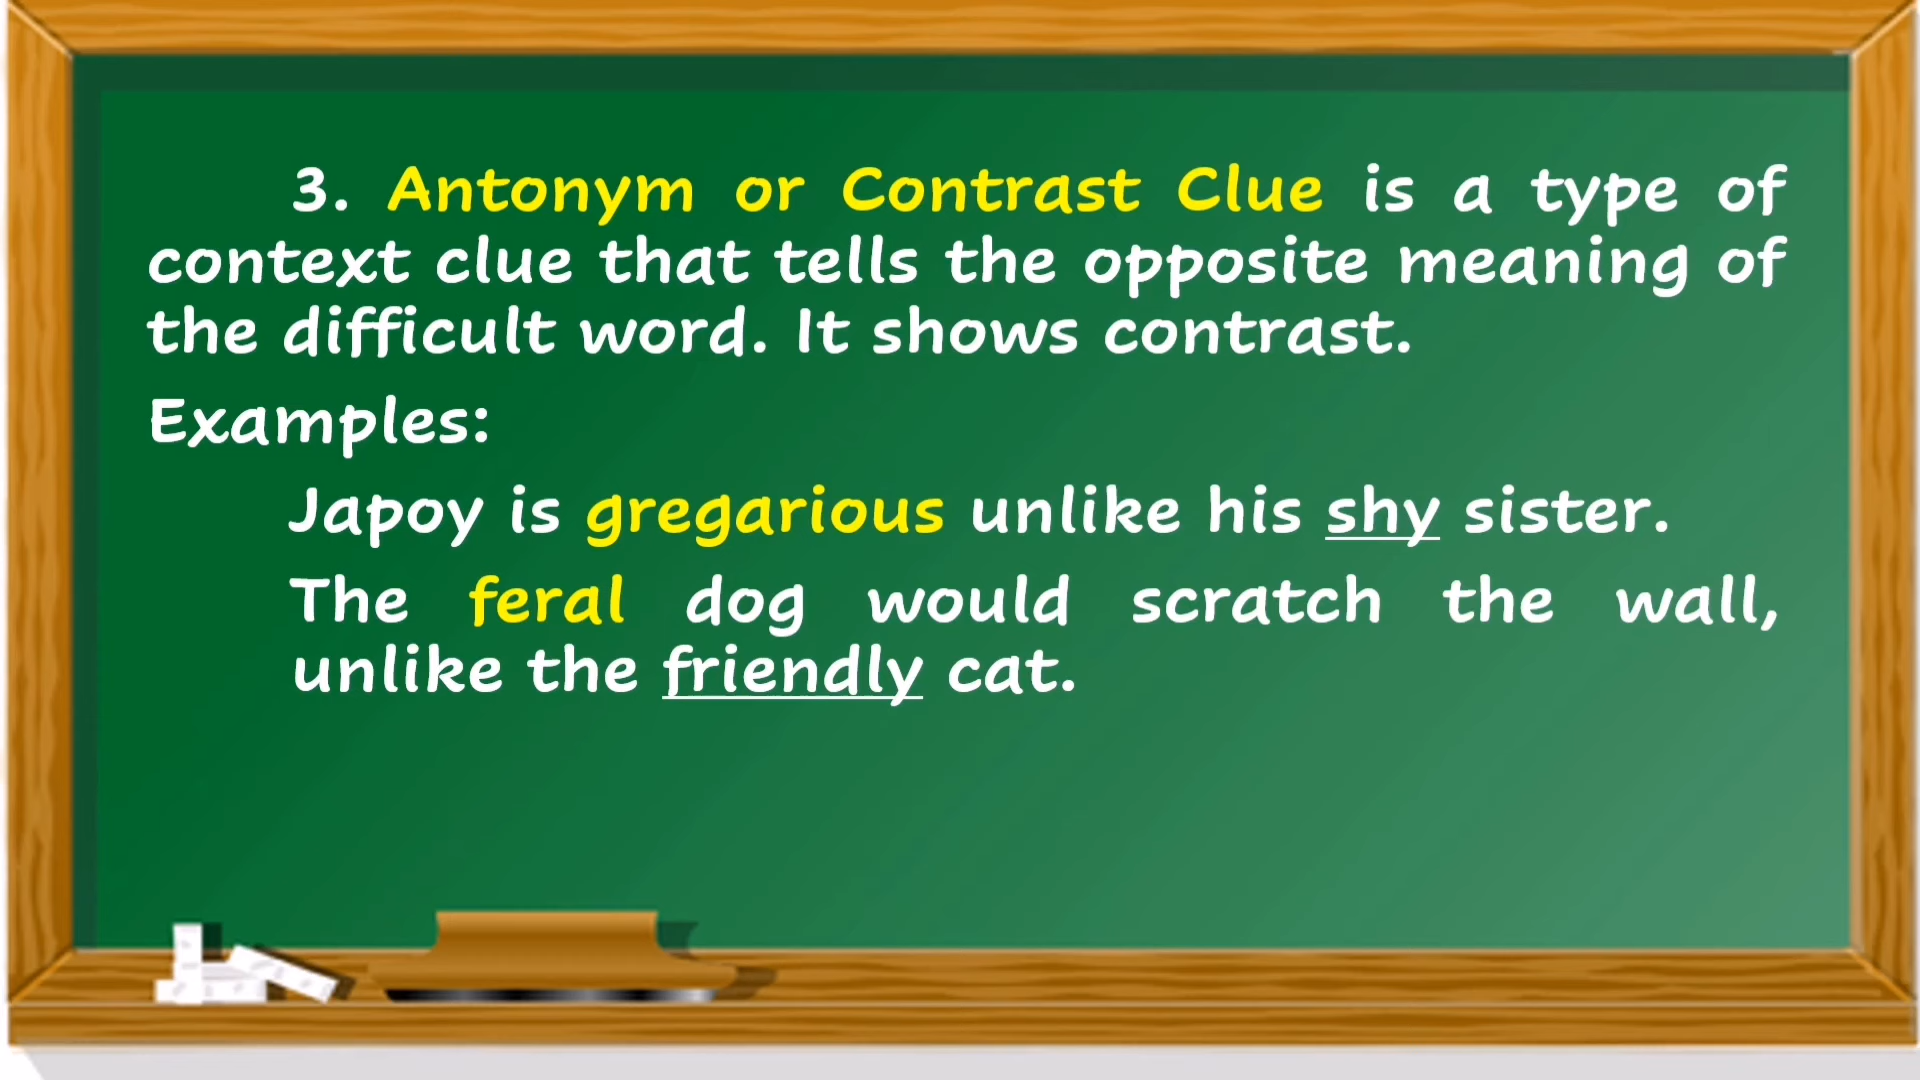 3. Antonym or Contrast Clue is a type of
context clue that tells the opposite meaning of
the difficult word. It shows contrast.
Examples:
Japoy is gregarious unlike his shy sister.
The feral dog would scratch the wall,
unlike the friendly cat.